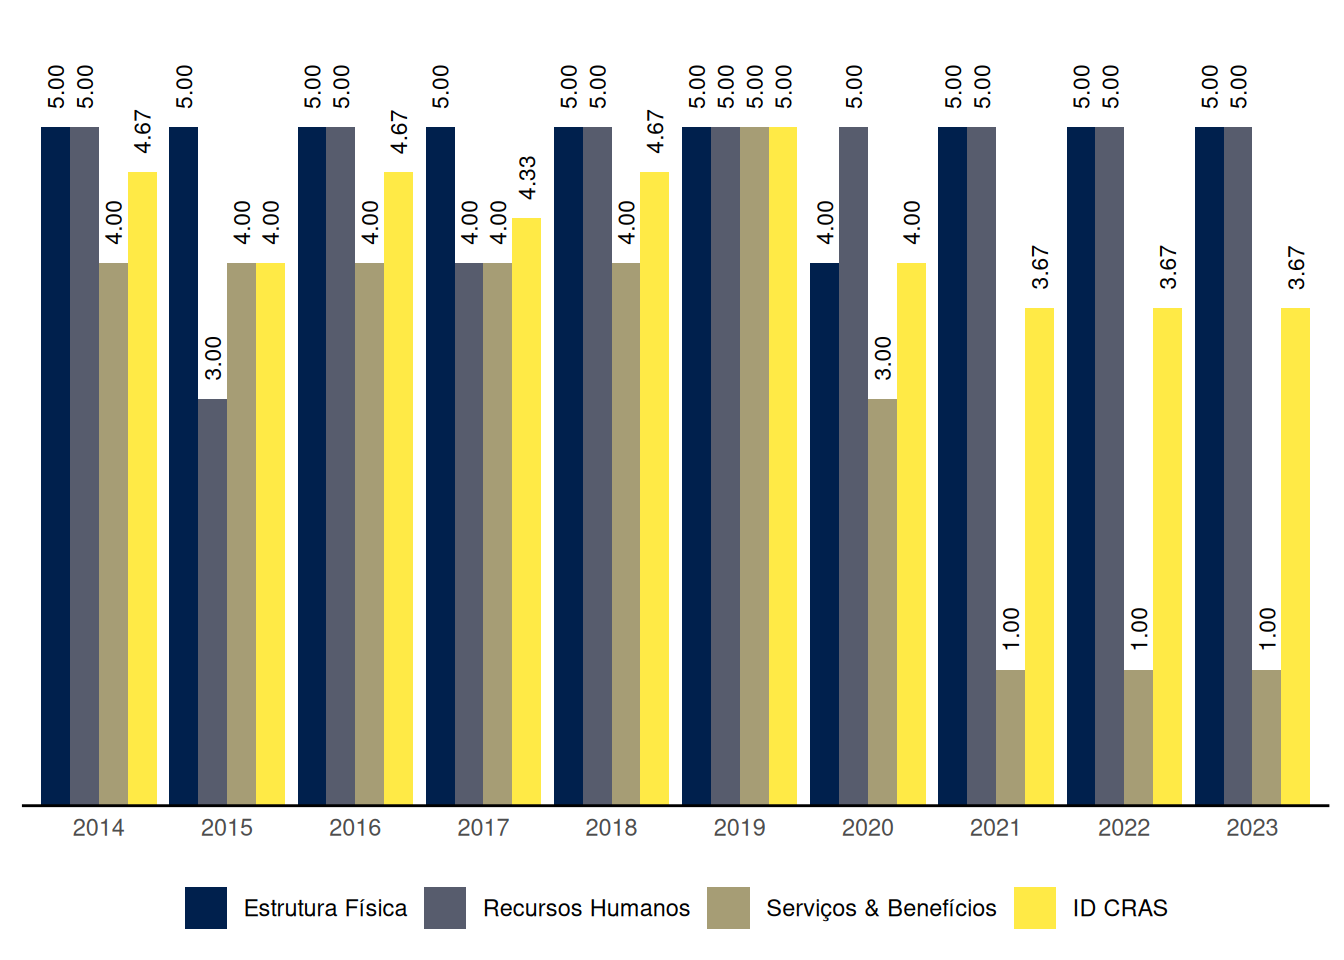 5.00 5.00 4.00 4.67 5.00 3.00 4.00 4.00 5.00 5.00 4.00 4.67 5.00 4.00 4.00 4.33 5.00 5.00 4.00 4.67 5.00 5.00 5.00 5.00 4.00 5.00 3.00 4.00 5.00 5.00 1.00 3.67 5.00 5.00 1.00 3.67 5.00 5.00 1.00 3.67
2014 2015 2016 2017 2018 2019 2020 2021 2022 2023
Estrutura Física Recursos Humanos Serviços & Benefícios ID CRAS